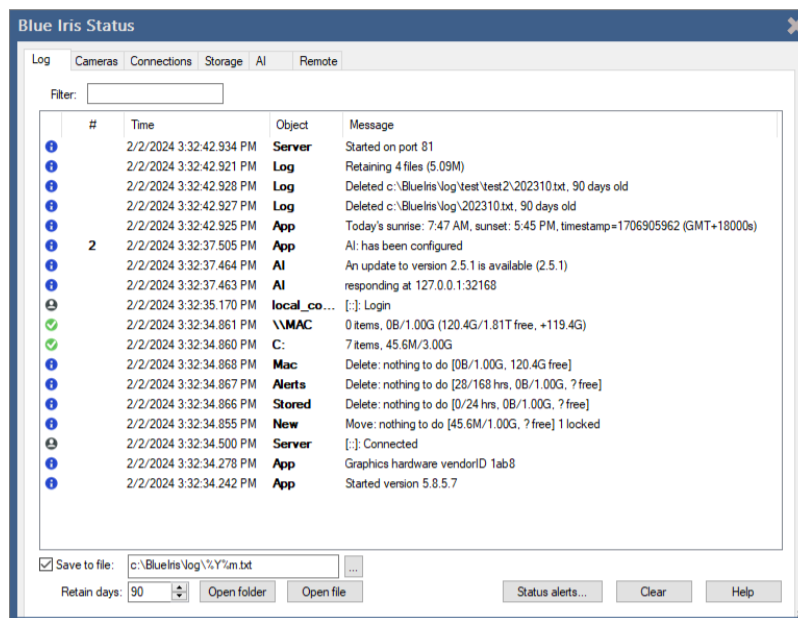 Blue Iris Status
Log Cameras Connections Storage AI Remote
Filter:
# Time Object Message
2/2/2024 3:32:42.934 PM Server Started on port 81
2/2/2024 3:32:42.921 PM Log Retaining 4 files (5.09M)
2/2/2024 3:32:42.928 PM Log Deleted c:\BlueIris\log\test\test2\202310.txt, 90 days old
2/2/2024 3:32:42.927 PM Log Deleted c:\BlueIris\log\202310.txt, 90 days old
2/2/2024 3:32:42.925 PM App Today's sunrise: 7:47 AM, sunset: 5:45 PM, timestamp=1706905962 (GMT+18000s)
2 2/2/2024 3:32:37.505 PM App AI: has been configured
2/2/2024 3:32:37.464 PM AI An update to version 2.5.1 is available (2.5.1)
2/2/2024 3:32:37.463 PM AI responding at 127.0.0.1:32168
2/2/2024 3:32:35.170 PM local_co... [::]: Login
2/2/2024 3:32:34.861 PM \\MAC 0 items, 0B/1.00G (120.4G/1.81T free, +119.4G)
2/2/2024 3:32:34.860 PM C: 7 items, 45.6M/3.00G
2/2/2024 3:32:34.868 PM Mac Delete: nothing to do [0B/1.00G, 120.4G free]
2/2/2024 3:32:34.867 PM Alerts Delete: nothing to do [28/168 hrs, 0B/1.00G, ? free]
2/2/2024 3:32:34.866 PM Stored Delete: nothing to do [0/24 hrs, 0B/1.00G, ? free]
2/2/2024 3:32:34.855 PM New Move: nothing to do [45.6M/1.00G, ? free] 1 locked
2/2/2024 3:32:34.500 PM Server [::]: Connected
2/2/2024 3:32:34.278 PM App Graphics hardware vendorID 1ab8
2/2/2024 3:32:34.242 PM App Started version 5.8.5.7
Save to file: c:\BlueIris\log\%Y%m.txt ...
Retain days: 90 Open folder Open file Status alerts... Clear Help